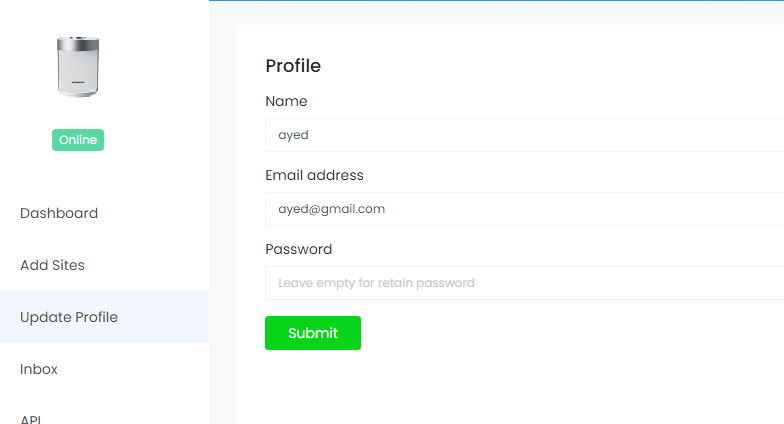 Online
Dashboard
Add Sites
Update Profile
Inbox
API
Profile
Name
ayed
Email address
ayed@gmail.com
Password
Leave empty for retain password
Submit